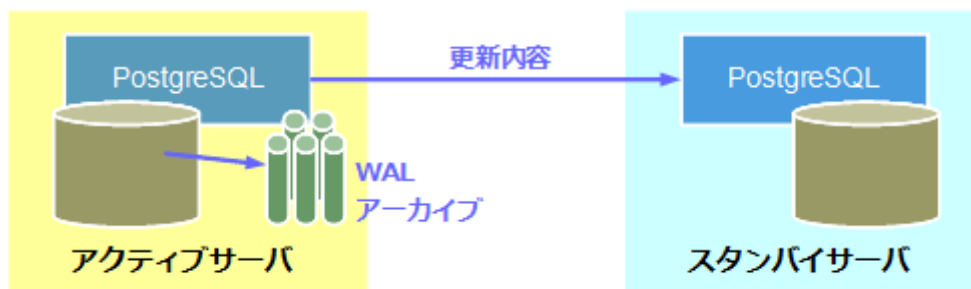 更新内容
PostgreSQL
PostgreSQL
WAL
アーカイブ
アクティブサーバ
スタンバイサーバ